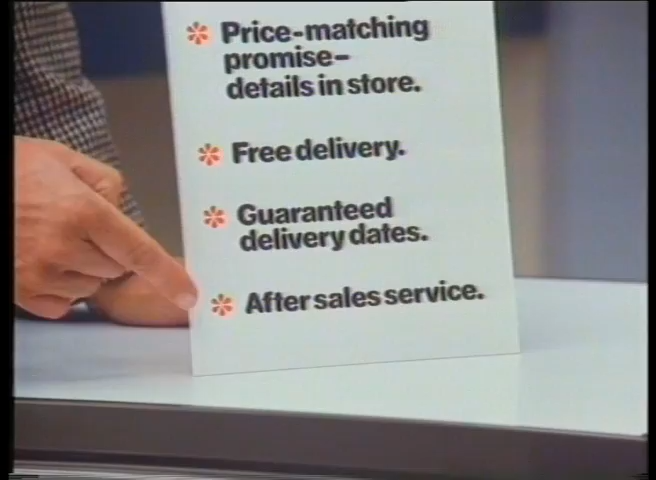 * Price-matching
promise–
details in store.
* Free delivery.
* Guaranteed
delivery dates.
* After sales service.